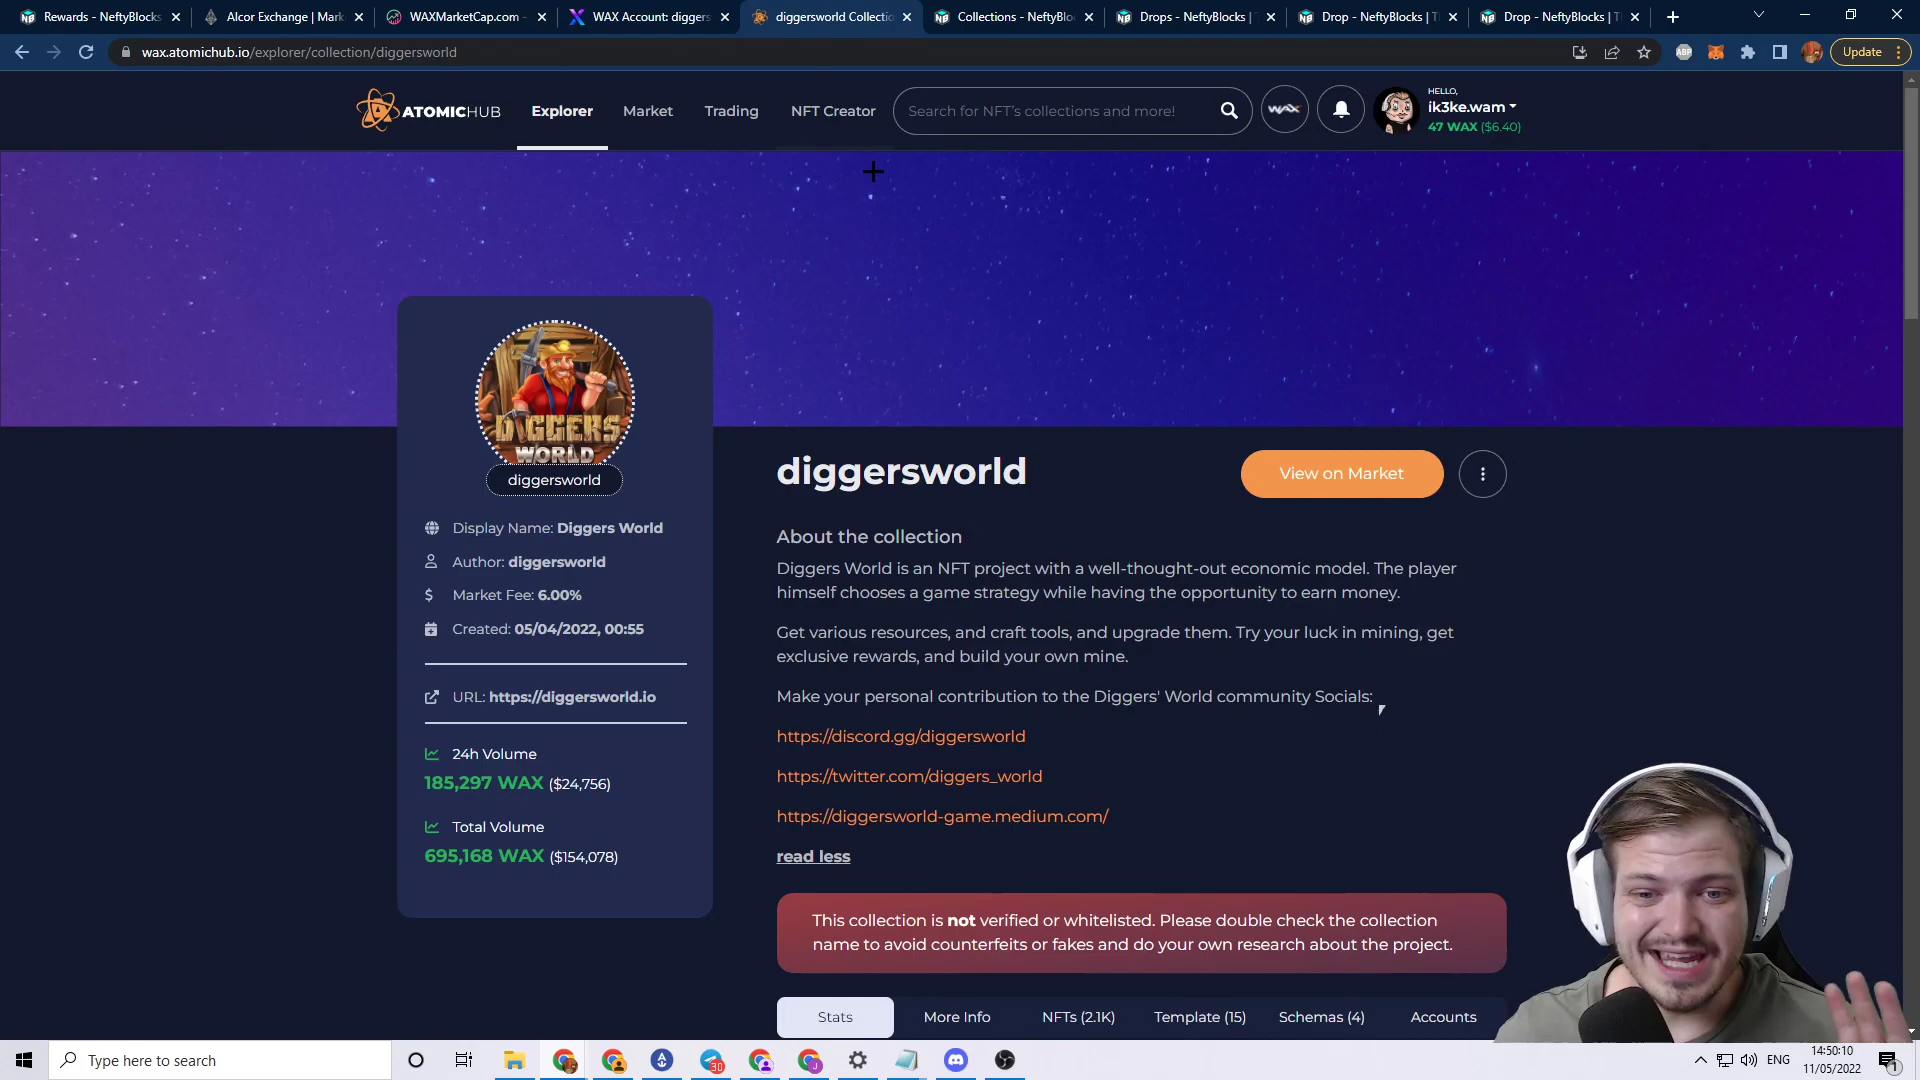 Rewards - NeftyBlocks
Alcor Exchange | Mark
WAXMarketCap.com -
WAX Account: diggers
diggersworld Collectio
Collections - NeftyBlo
Drops - NeftyBlocks |
Drop - NeftyBlocks | T
Drop - NeftyBlocks | T
wax.atomichub.io/explorer/collection/diggersworld
ABP
Update
ATOMICHUB
Explorer
Market
Trading
NFT Creator
Search for NFT's collections and more!
WAX
HELLO,
ik3ke.wam
47 WAX ($6.40)
DIGGERS
WORLD
diggersworld
Display Name: Diggers World
Author: diggersworld
Market Fee: 6.00%
Created: 05/04/2022, 00:55
URL: https://diggersworld.io
24h Volume
185,297 WAX ($24,756)
Total Volume
695,168 WAX ($154,078)
diggersworld
View on Market
About the collection
Diggers World is an NFT project with a well-thought-out economic model. The player
himself chooses a game strategy while having the opportunity to earn money.
Get various resources, and craft tools, and upgrade them. Try your luck in mining, get
exclusive rewards, and build your own mine.
Make your personal contribution to the Diggers' World community Socials:
https://discord.gg/diggersworld
https://twitter.com/diggers_world
https://diggersworld-game.medium.com/
read less
This collection is not verified or whitelisted. Please double check the collection
name to avoid counterfeits or fakes and do your own research about the project.
Stats
More Info
NFTs (2.1K)
Template (15)
Schemas (4)
Accounts
Type here to search
30
ENG
14:50:10
11/05/2022
1